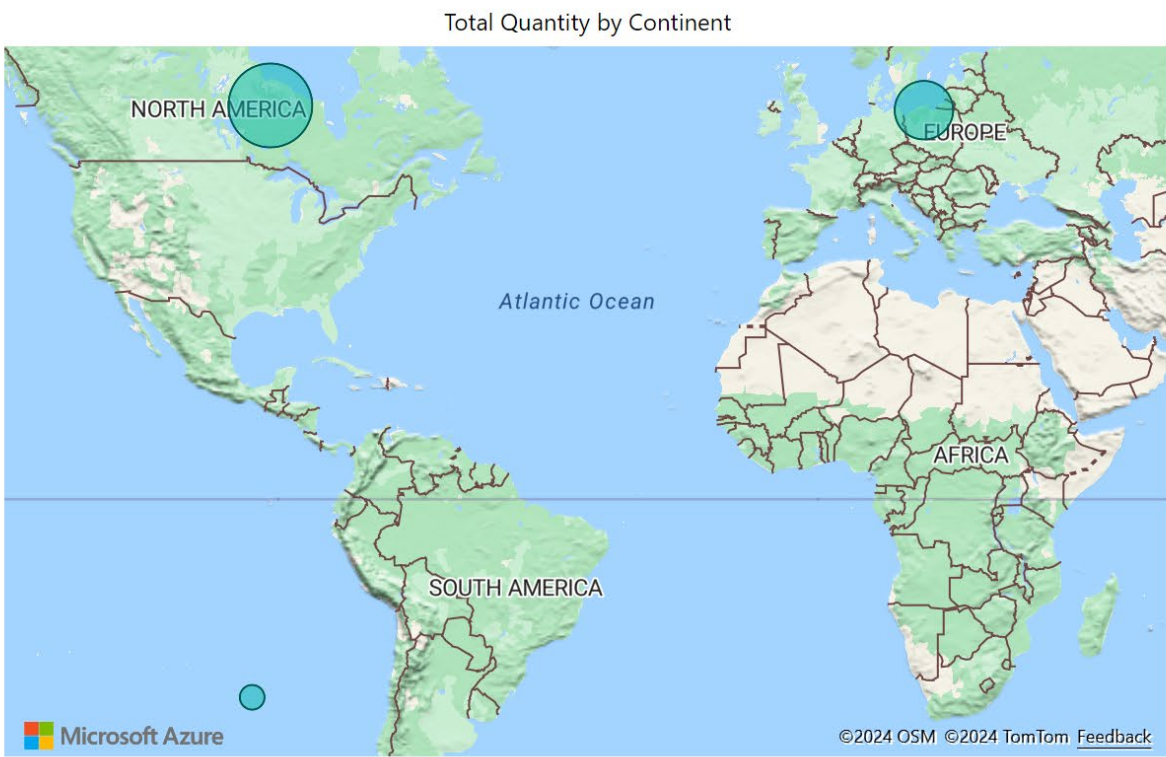 Total Quantity by Continent
NORTH AMERICA
EUROPE
Atlantic Ocean
AFRICA
SOUTH AMERICA
Microsoft Azure
©2024 OSM ©2024 TomTom Feedback